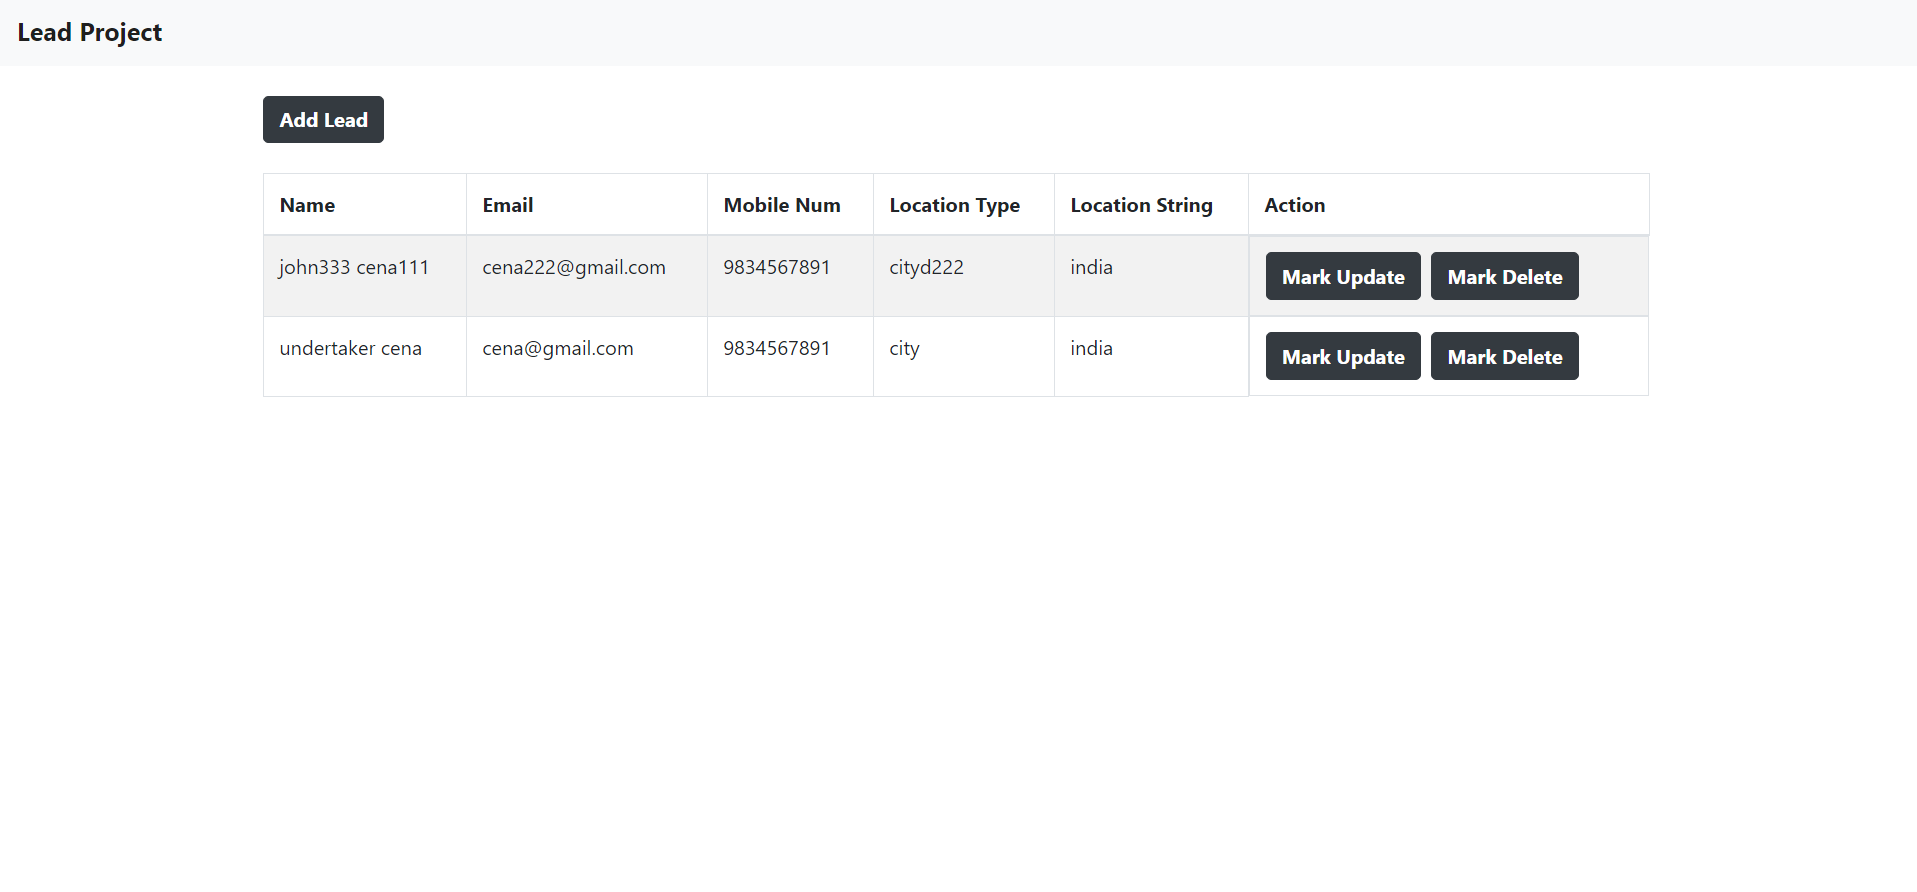 Lead Project
Add Lead
Name Email Mobile Num Location Type Location String Action
john333 cena111 cena222@gmail.com 9834567891 cityd222 india Mark Update Mark Delete
undertaker cena cena@gmail.com 9834567891 city india Mark Update Mark Delete